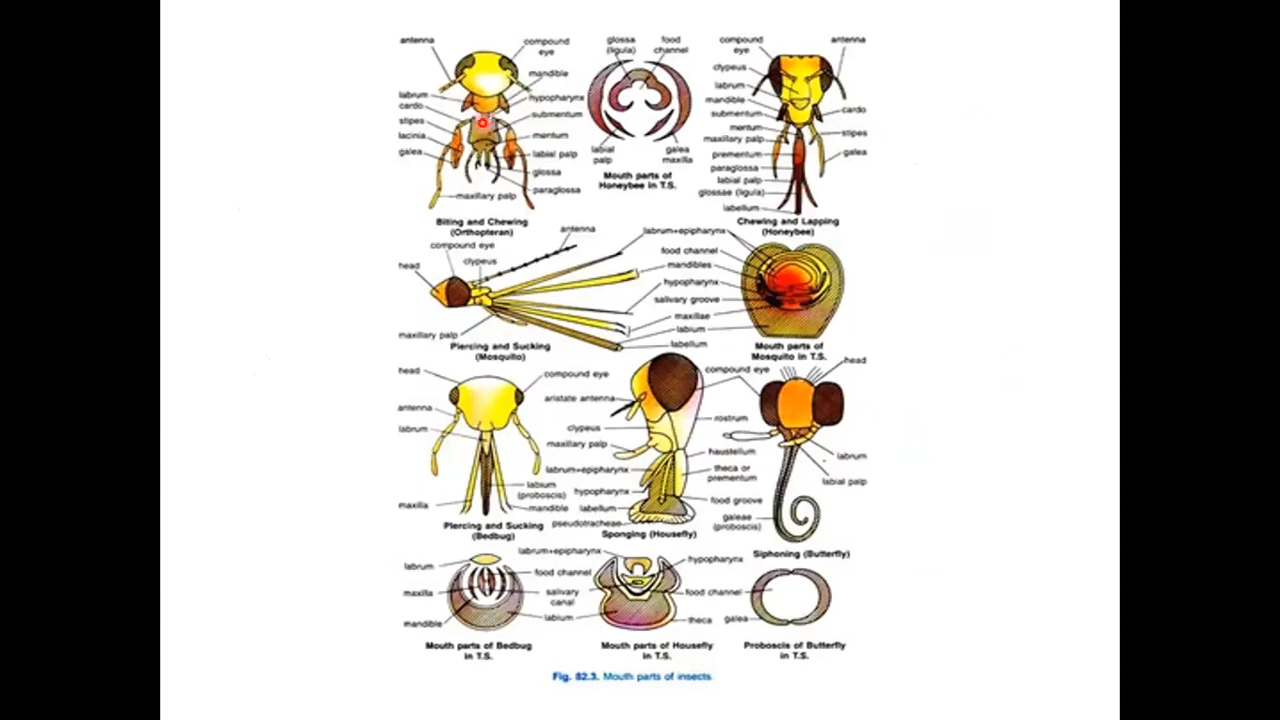 antenna
compound
eye
mandible
labrum
hypopharynx
cardo
submentum
stipes
lacinia
mentum
galea
labial palp
glossa
paraglossa
maxillary palp
Biting and Chewing
(Orthopteran)
glossa
(ligula)
food
channel
labial
palp
galea
maxilla
Mouth parts of
Honeybee in T.S.
compound
eye
antenna
clypeus
labrum
mandible
cardo
mentum
stipes
maxillary palp
prementum
galea
paraglossa
labial palp
glossae (ligula)
labellum
Chewing and Lapping
(Honeybee)
antenna
compound eye
clypeus
head
maxillary palp
Piercing and Sucking
(Mosquito)
labrum+epipharynx
food channel
mandibles
hypopharynx
salivary groove
maxillae
labium
labellum
Mouth parts of
Mosquito in T.S.
head
compound eye
antenna
labrum
labium
(proboscis)
maxilla
mandible
Piercing and Sucking
(Bedbug)
compound eye
aristate antenna
rostrum
clypeus
maxillary palp
haustellum
labrum+epipharynx
theca or
prementum
hypopharynx
food groove
labellum
pseudotracheae
Sponging (Housefly)
head
labrum
labial palp
galeae
(proboscis)
Siphoning (Butterfly)
labrum
food channel
maxilla
salivary
canal
mandible
labium
Mouth parts of Bedbug
in T.S.
labrum+epipharynx
hypopharynx
food channel
theca
Mouth parts of Housefly
in T.S.
galea
Proboscis of Butterfly
in T.S.
Fig. 82.3. Mouth parts of insects.